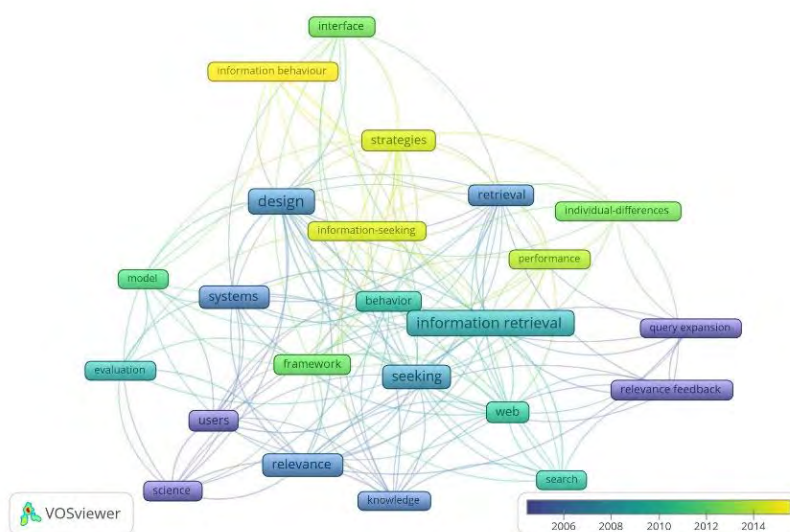 interface
information behaviour
strategies
design
retrieval
individual-differences
information-seeking
performance
model
systems
behavior
information retrieval
query expansion
evaluation
framework
seeking
relevance feedback
users
web
relevance
search
science
knowledge
VOSviewer
2006 2008 2010 2012 2014